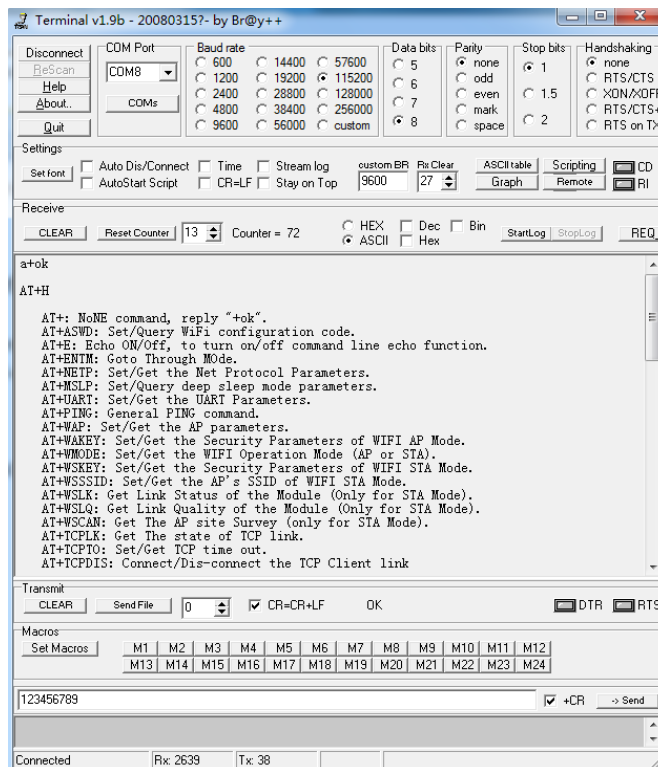 Terminal v1.9b - 20080315?- by Br@y++
Disconnect
ReScan
Help
About..
Quit
COM Port
COM8
COMs
Baud rate
600 14400 57600
1200 19200 115200
2400 28800 128000
4800 38400 256000
9600 56000 custom
Data bits
5
6
7
8
Parity
none
odd
even
mark
space
Stop bits
1
1.5
2
Handshaking
none
RTS/CTS
XON/XOFF
RTS/CTS+
RTS on TX
Settings
Set font
Auto Dis/Connect Time Stream log
AutoStart Script CR=LF Stay on Top
custom BR Rx Clear
9600 27
ASCII table Scripting CD
Graph Remote RI
Receive
CLEAR Reset Counter 13 Counter = 72
HEX Dec Bin
ASCII Hex
StartLog StopLog REQ_
a+ok
AT+H
AT+: NoNE command, reply "+ok".
AT+ASWD: Set/Query WiFi configuration code.
AT+E: Echo ON/Off, to turn on/off command line echo function.
AT+ENTM: Goto Through MOde.
AT+NETP: Set/Get the Net Protocol Parameters.
AT+MSLP: Set/Query deep sleep mode parameters.
AT+UART: Set/Get the UART Parameters.
AT+PING: General PING command.
AT+WAP: Set/Get the AP parameters.
AT+WAKEY: Set/Get the Security Parameters of WIFI AP Mode.
AT+WMODE: Set/Get the WIFI Operation Mode (AP or STA).
AT+WSKEY: Set/Get the Security Parameters of WIFI STA Mode.
AT+WSSSID: Set/Get the AP's SSID of WIFI STA Mode.
AT+WSLK: Get Link Status of the Module (Only for STA Mode).
AT+WSLQ: Get Link Quality of the Module (Only for STA Mode).
AT+WSCAN: Get The AP site Survey (only for STA Mode).
AT+TCPLK: Get The state of TCP link.
AT+TCPTO: Set/Get TCP time out.
AT+TCPDIS: Connect/Dis-connect the TCP Client link
Transmit
CLEAR Send File 0 CR=CR+LF OK DTR RTS
Macros
Set Macros M1 M2 M3 M4 M5 M6 M7 M8 M9 M10 M11 M12
M13 M14 M15 M16 M17 M18 M19 M20 M21 M22 M23 M24
123456789 +CR -> Send
Connected Rx: 2639 Tx: 38